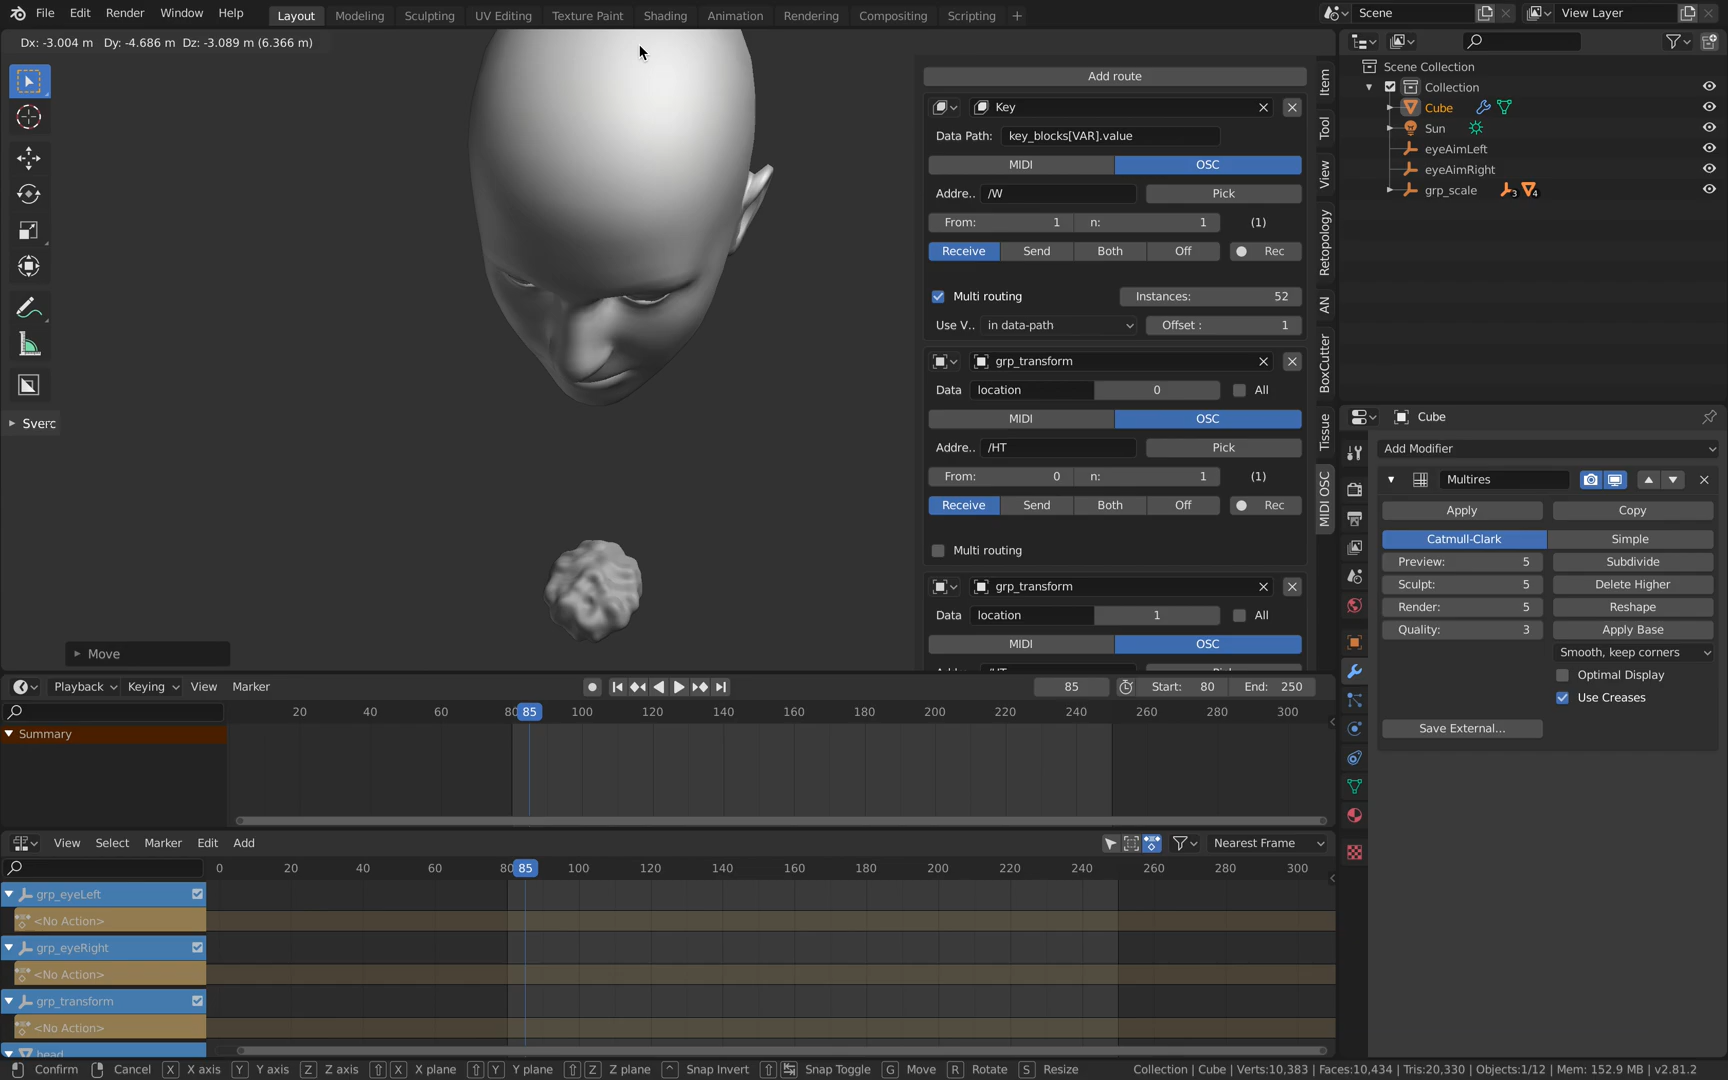 File Edit Render Window Help Layout Modeling Sculpting UV Editing Texture Paint Shading Animation Rendering Compositing Scripting + Scene View Layer
Dx: -3.004 m Dy: -4.686 m Dz: -3.089 m (6.366 m)
Scene Collection
Collection
Cube
Sun
eyeAimLeft
eyeAimRight
grp_scale 3 4
Add route
Key
Data Path: key_blocks[VAR].value
MIDI OSC
Addre.. /W Pick
From: 1 n: 1 (1)
Receive Send Both Off Rec
Multi routing Instances: 52
Use V.. in data-path Offset : 1
grp_transform
Data location 0 All
MIDI OSC
Addre.. /HT Pick
From: 0 n: 1 (1)
Receive Send Both Off Rec
Multi routing
grp_transform
Data location 1 All
MIDI OSC
Item
Tool
View
Retopology
AN
BoxCutter
Tissue
MIDI OSC
Sverc
Move
Cube
Add Modifier
Multires
Apply Copy
Catmull-Clark Simple
Preview: 5 Subdivide
Sculpt: 5 Delete Higher
Render: 5 Reshape
Quality: 3 Apply Base
Smooth, keep corners
Optimal Display
Use Creases
Save External...
Playback Keying View Marker 85 Start: 80 End: 250
20 40 60 80 85 100 120 140 160 180 200 220 240 260 280 300
Summary
View Select Marker Edit Add Nearest Frame
0 20 40 60 80 85 100 120 140 160 180 200 220 240 260 280 300
grp_eyeLeft
<No Action>
grp_eyeRight
<No Action>
grp_transform
<No Action>
head
Confirm Cancel X X axis Y Y axis Z Z axis X X plane Y Y plane Z Z plane ^ Snap Invert Snap Toggle G Move R Rotate S Resize Collection | Cube | Verts:10,383 | Faces:10,434 | Tris:20,330 | Objects:1/12 | Mem: 152.9 MB | v2.81.2